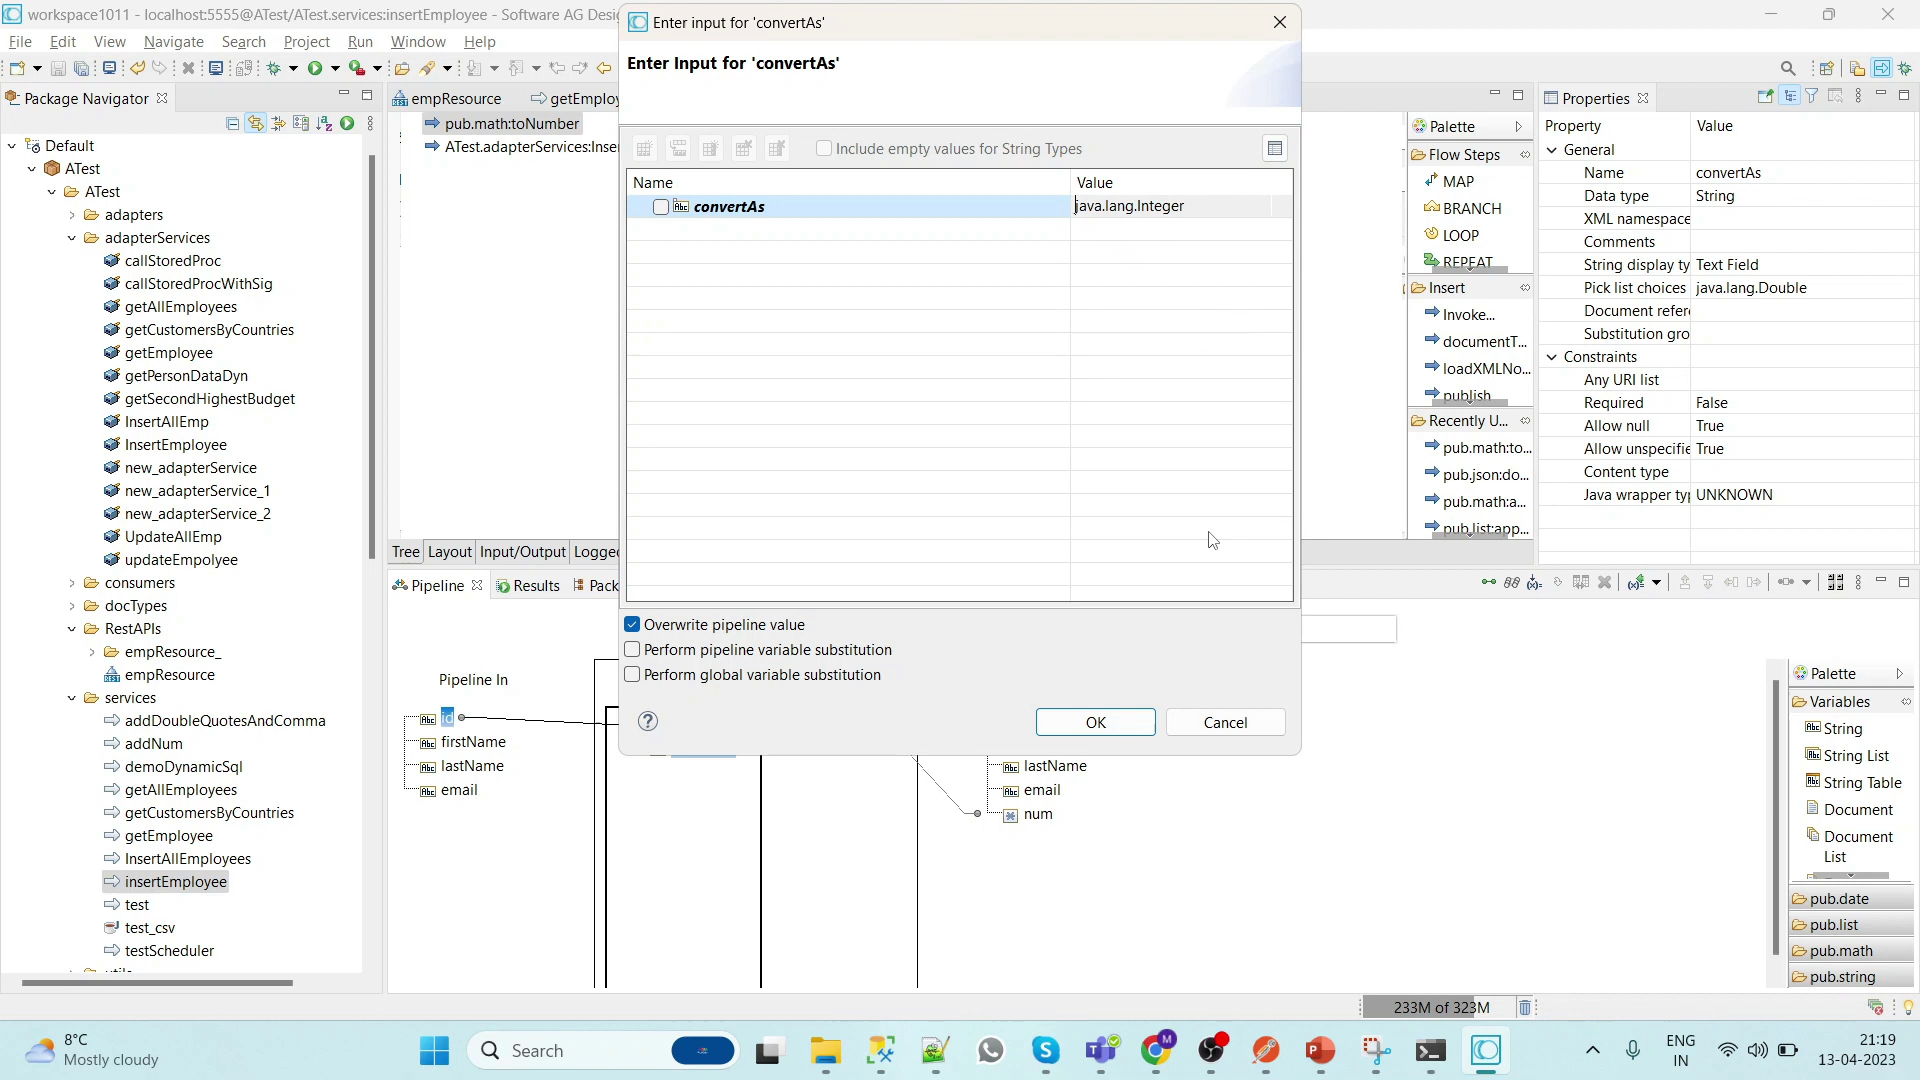 workspace1011 - localhost:5555@ATest/ATest.services:insertEmployee - Software AG Desi
File Edit View Navigate Search Project Run Window Help
Package Navigator
Default
ATest
ATest
adapters
adapterServices
callStoredProc
callStoredProcWithSig
getAllEmployees
getCustomersByCountries
getEmployee
getPersonDataDyn
getSecondHighestBudget
InsertAllEmp
InsertEmployee
new_adapterService
new_adapterService_1
new_adapterService_2
UpdateAllEmp
updateEmpolyee
consumers
docTypes
RestAPIs
empResource_
empResource
services
addDoubleQuotesAndComma
addNum
demoDynamicSql
getAllEmployees
getCustomersByCountries
getEmployee
InsertAllEmployees
insertEmployee
test
test_csv
testScheduler
empResource getEmploy
pub.math:toNumber
ATest.adapterServices:Inse
Tree Layout Input/Output Logge
Pipeline Results Pack
Pipeline In
id
firstName
lastName
email
lastName
email
num
Enter input for 'convertAs'
Enter Input for 'convertAs'
Include empty values for String Types
Name Value
convertAs java.lang.Integer
Overwrite pipeline value
Perform pipeline variable substitution
Perform global variable substitution
OK Cancel
Palette
Flow Steps
MAP
BRANCH
LOOP
REPEAT
Insert
Invoke...
documentT...
loadXMLNo...
publish
Recently U...
pub.math:to...
pub.json:do...
pub.math:a...
pub.list:app...
Properties
Property Value
General
Name convertAs
Data type String
XML namespace
Comments
String display ty Text Field
Pick list choices java.lang.Double
Document refer
Substitution gro
Constraints
Any URI list
Required False
Allow null True
Allow unspecifie True
Content type
Java wrapper typ UNKNOWN
Palette
Variables
String
String List
String Table
Document
Document
List
pub.date
pub.list
pub.math
pub.string
233M of 323M
8°C
Mostly cloudy
Search
ENG
IN
21:19
13-04-2023